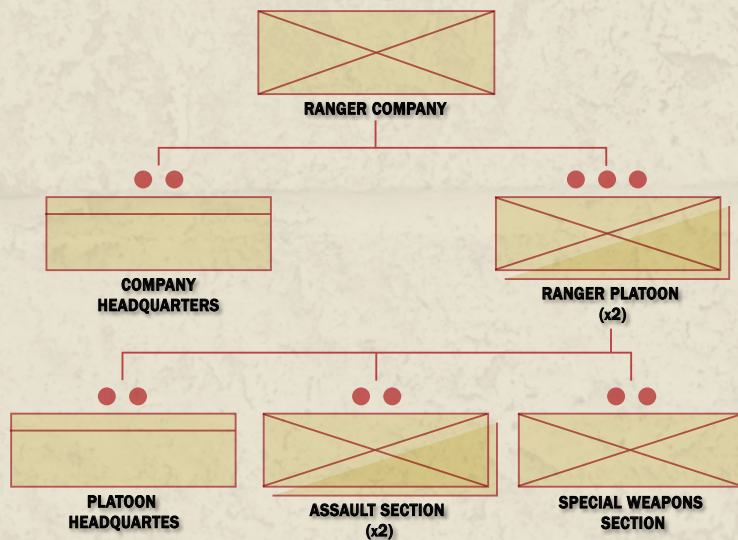 RANGER COMPANY
COMPANY
HEADQUARTERS
RANGER PLATOON
(x2)
PLATOON
HEADQUARTES
ASSAULT SECTION
(x2)
SPECIAL WEAPONS
SECTION